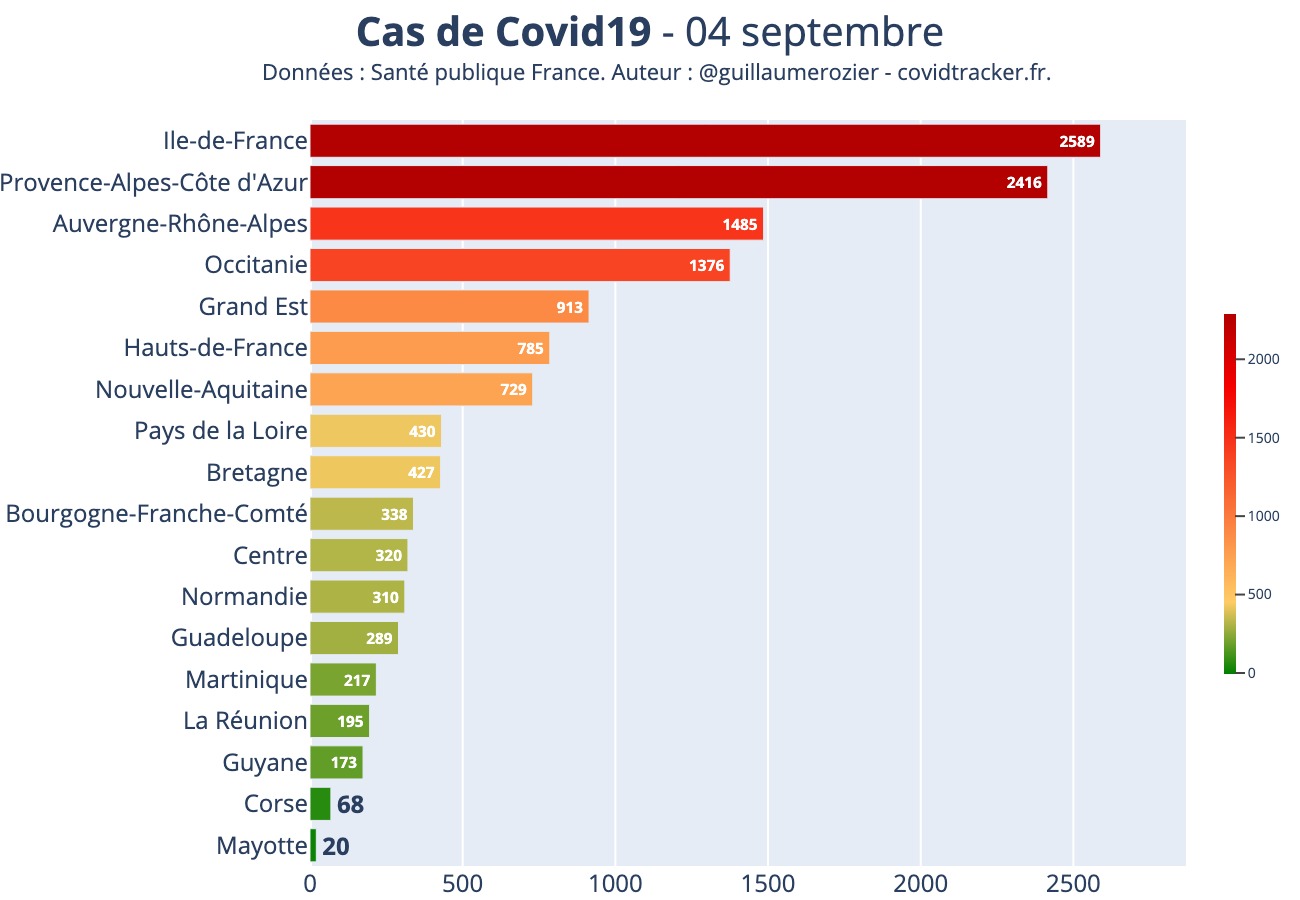 Cas de Covid19 - 04 septembre
Données : Santé publique France. Auteur : @guillaumerozier - covidtracker.fr.
Ile-de-France 2589
Provence-Alpes-Côte d'Azur 2416
Auvergne-Rhône-Alpes 1485
Occitanie 1376
Grand Est 913
Hauts-de-France 785
Nouvelle-Aquitaine 729
Pays de la Loire 430
Bretagne 427
Bourgogne-Franche-Comté 338
Centre 320
Normandie 310
Guadeloupe 289
Martinique 217
La Réunion 195
Guyane 173
Corse 68
Mayotte 20
0 500 1000 1500 2000 2500
2000
1500
1000
500
0